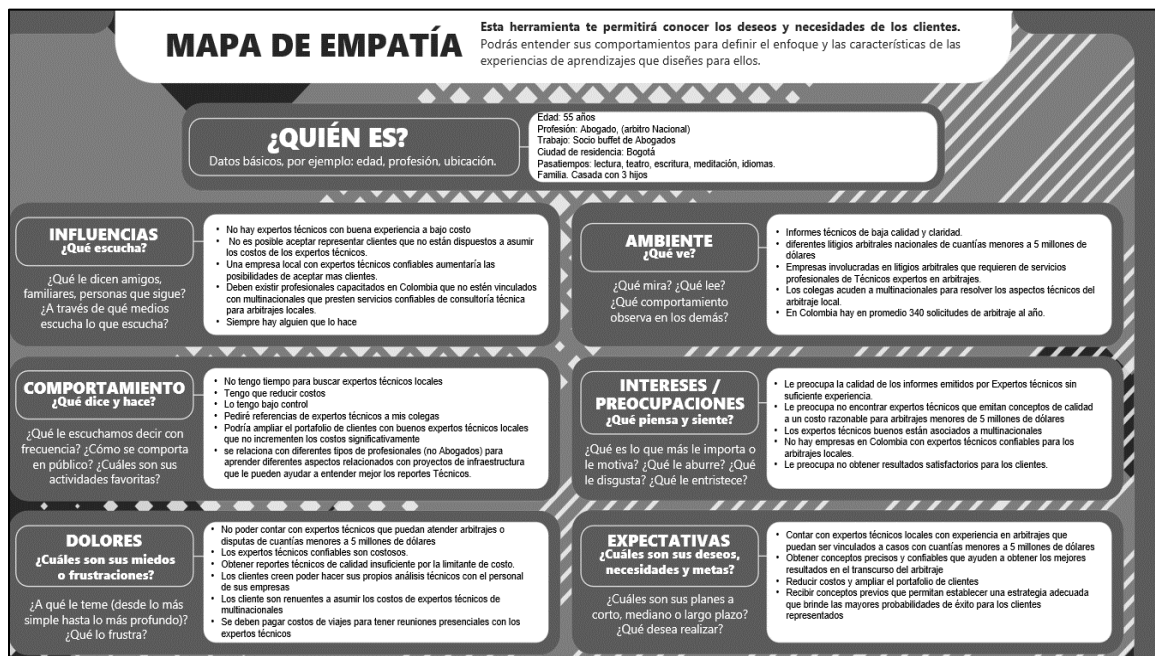 MAPA DE EMPATÍA
Esta herramienta te permitirá conocer los deseos y necesidades de los clientes.
Podrás entender sus comportamientos para definir el enfoque y las características de las
experiencias de aprendizajes que diseñes para ellos.
¿QUIÉN ES?
Datos básicos, por ejemplo: edad, profesión, ubicación.
Edad: 55 años
Profesión: Abogado, (arbitro Nacional)
Trabajo: Socio buffet de Abogados
Ciudad de residencia: Bogotá
Pasatiempos: lectura, teatro, escritura, meditación, idiomas.
Familia. Casada con 3 hijos
INFLUENCIAS
¿Qué escucha?
¿Qué le dicen amigos,
familiares, personas que sigue?
¿A través de qué medios
escucha lo que escucha?
• No hay expertos técnicos con buena experiencia a bajo costo
• No es posible aceptar representar clientes que no están dispuestos a asumir
los costos de los expertos técnicos.
• Una empresa local con expertos técnicos confiables aumentaría las
posibilidades de aceptar mas clientes.
• Deben existir profesionales capacitados en Colombia que no estén vinculados
con multinacionales que presten servicios confiables de consultoría técnica
para arbitrajes locales.
• Siempre hay alguien que lo hace
AMBIENTE
¿Qué ve?
¿Qué mira? ¿Qué lee?
¿Qué comportamiento
observa en los demás?
• Informes técnicos de baja calidad y claridad.
• diferentes litigios arbitrales nacionales de cuantías menores a 5 millones de
dólares
• Empresas involucradas en litigios arbitrales que requieren de servicios
profesionales de Técnicos expertos en arbitrajes.
• Los colegas acuden a multinacionales para resolver los aspectos técnicos del
arbitraje local.
• En Colombia hay en promedio 340 solicitudes de arbitraje al año.
COMPORTAMIENTO
¿Qué dice y hace?
¿Qué le escuchamos decir con
frecuencia? ¿Cómo se comporta
en público? ¿Cuáles son sus
actividades favoritas?
• No tengo tiempo para buscar expertos técnicos locales
• Tengo que reducir costos
• Lo tengo bajo control
• Pediré referencias de expertos técnicos a mis colegas
• Podría ampliar el portafolio de clientes con buenos expertos técnicos locales
que no incrementen los costos significativamente
• se relaciona con diferentes tipos de profesionales (no Abogados) para
aprender diferentes aspectos relacionados con proyectos de infraestructura
que le pueden ayudar a entender mejor los reportes Técnicos.
INTERESES /
PREOCUPACIONES
¿Qué piensa y siente?
¿Qué es lo que más le importa o
le motiva? ¿Qué le aburre? ¿Qué
le disgusta? ¿Qué le entristece?
• Le preocupa la calidad de los informes emitidos por Expertos técnicos sin
suficiente experiencia.
• Le preocupa no encontrar expertos técnicos que emitan conceptos de calidad
a un costo razonable para arbitrajes menores de 5 millones de dólares
• Los expertos técnicos buenos están asociados a multinacionales
• No hay empresas en Colombia con expertos técnicos confiables para los
arbitrajes locales.
• Le preocupa no obtener resultados satisfactorios para los clientes.
DOLORES
¿Cuáles son sus miedos
o frustraciones?
¿A qué le teme (desde lo más
simple hasta lo más profundo)?
¿Qué lo frustra?
• No poder contar con expertos técnicos que puedan atender arbitrajes o
disputas de cuantías menores a 5 millones de dólares
• Los expertos técnicos confiables son costosos.
• Obtener reportes técnicos de calidad insuficiente por la limitante de costo.
• Los clientes creen poder hacer sus propios análisis técnicos con el personal
de sus empresas
• Los cliente son renuentes a asumir los costos de expertos técnicos de
multinacionales
• Se deben pagar costos de viajes para tener reuniones presenciales con los
expertos técnicos
EXPECTATIVAS
¿Cuáles son sus deseos,
necesidades y metas?
¿Cuáles son sus planes a
corto, mediano o largo plazo?
¿Qué desea realizar?
• Contar con expertos técnicos locales con experiencia en arbitrajes que
puedan ser vinculados a casos con cuantías menores a 5 millones de dólares
• Obtener conceptos precisos y confiables que ayuden a obtener los mejores
resultados en el transcurso del arbitraje
• Reducir costos y ampliar el portafolio de clientes
• Recibir conceptos previos que permitan establecer una estrategia adecuada
que brinde las mayores probabilidades de éxito para los clientes
representados